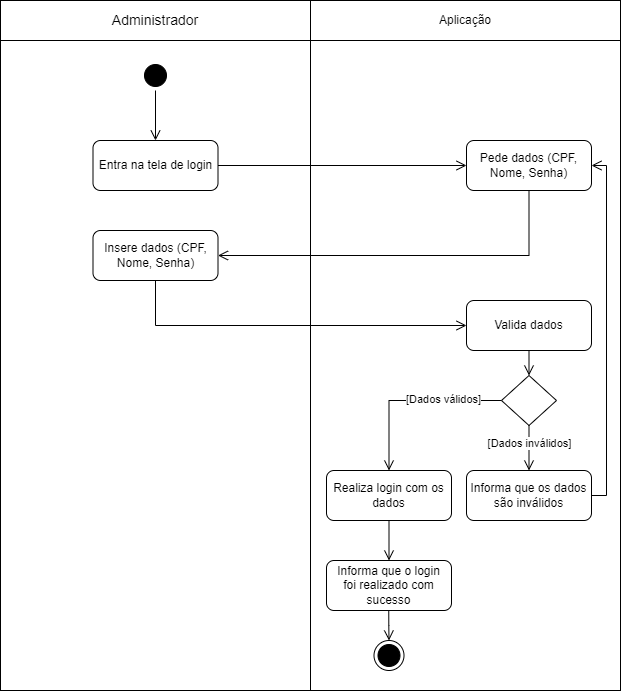 Administrador
Aplicação
Entra na tela de login
Pede dados (CPF,
Nome, Senha)
Insere dados (CPF,
Nome, Senha)
Valida dados
[Dados válidos]
[Dados inválidos]
Realiza login com os
dados
Informa que os dados
são inválidos
Informa que o login
foi realizado com
sucesso